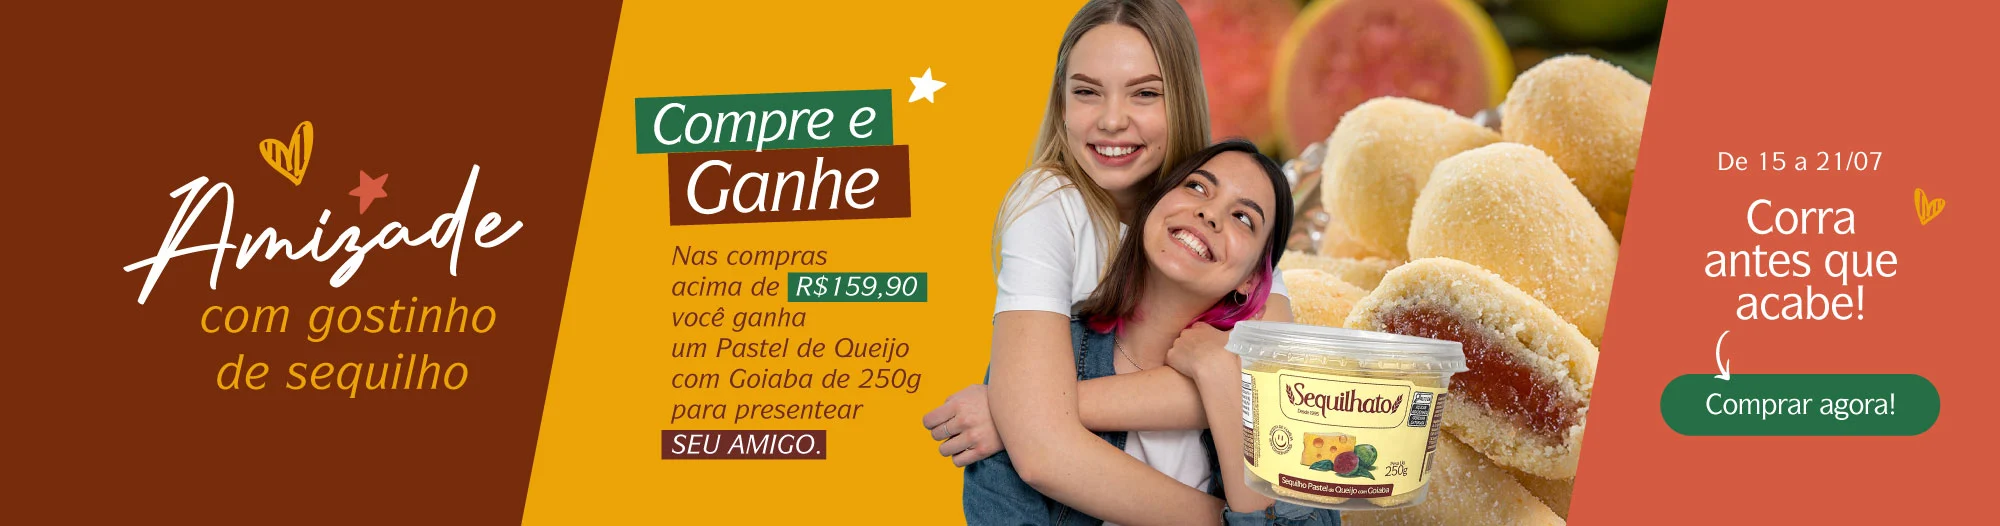 Amizade
com gostinho
de sequilho
Compre e
Ganhe
Nas compras
acima de R$159,90
você ganha
um Pastel de Queijo
com Goiaba de 250g
para presentear
SEU AMIGO.
Sequilhato
Desde 1995
250g
Sequilho Pastel de Queijo com Goiaba
De 15 a 21/07
Corra
antes que
acabe!
Comprar agora!